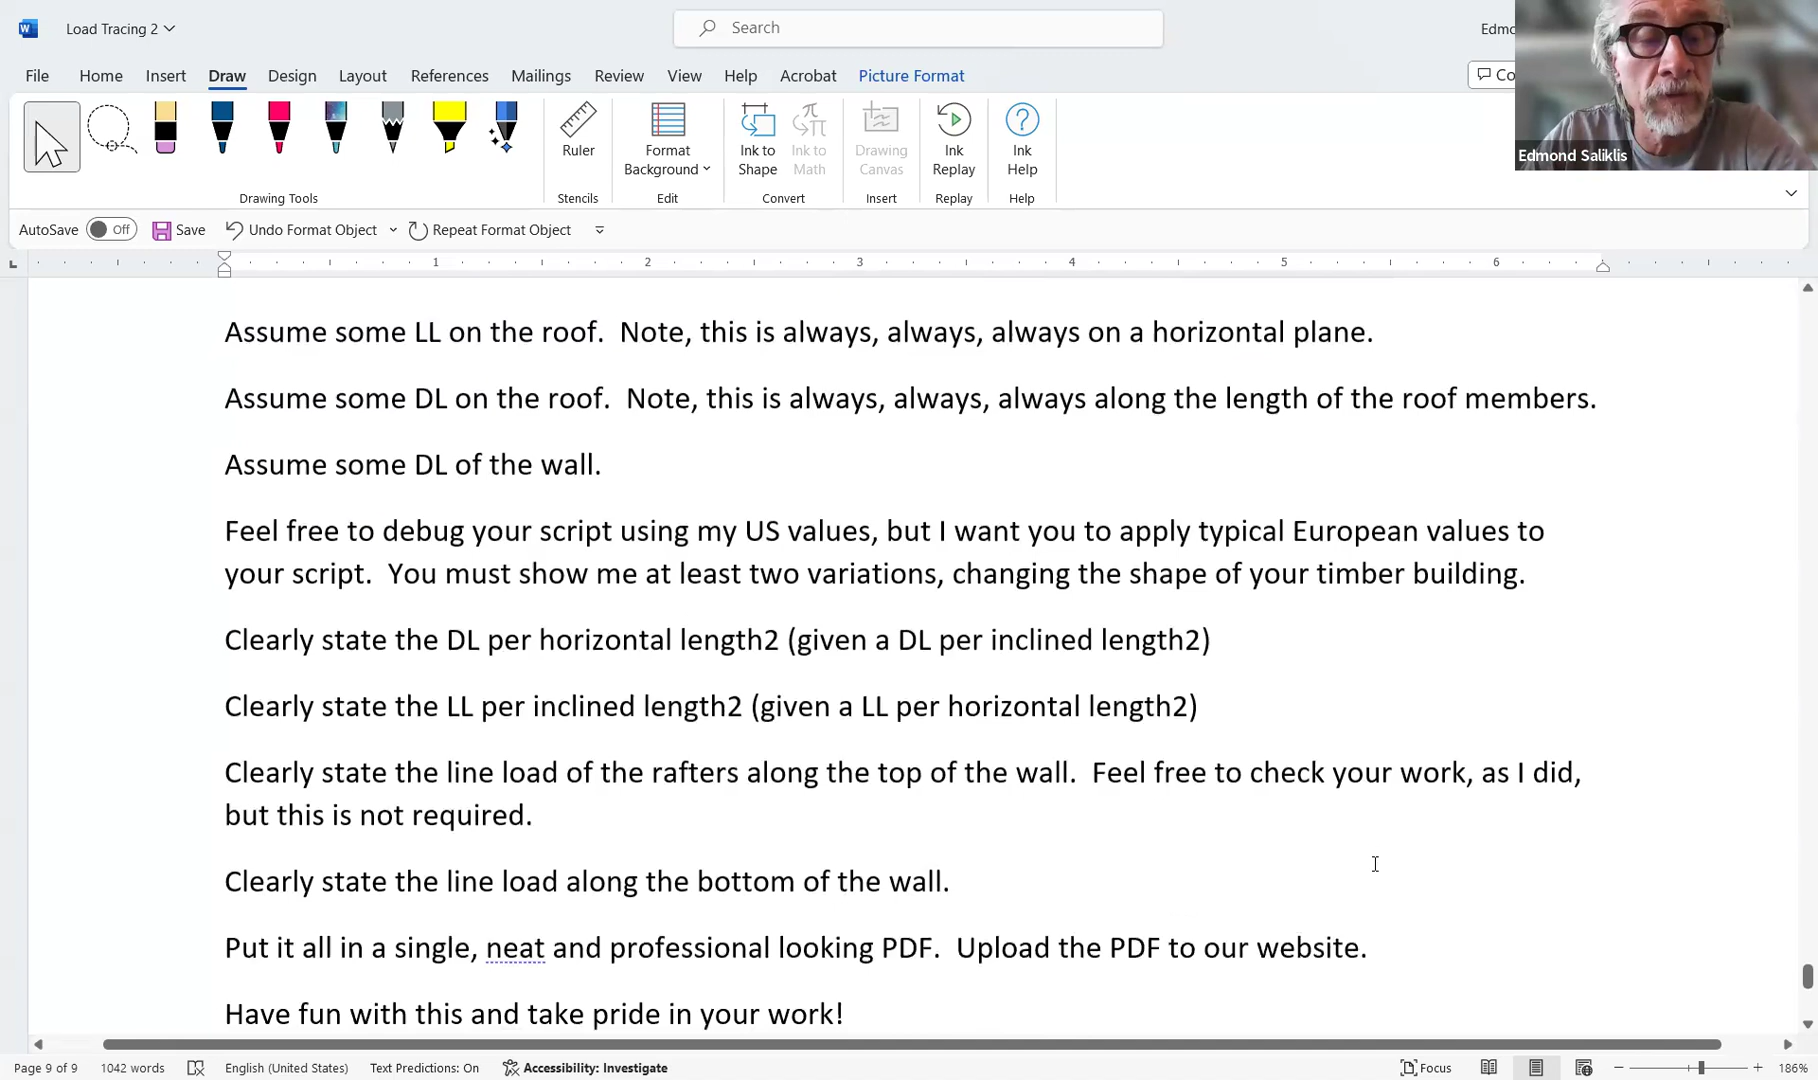 Load Tracing 2
Search
Edmo
File Home Insert Draw Design Layout References Mailings Review View Help Acrobat Picture Format
Co
Edmond Saliklis
Ruler
Format Background
Ink to Shape
Ink to Math
Drawing Canvas
Ink Replay
Ink Help
Drawing Tools Stencils Edit Convert Insert Replay Help
AutoSave Off Save Undo Format Object Repeat Format Object
1 2 3 4 5 6
Assume some LL on the roof. Note, this is always, always, always on a horizontal plane.
Assume some DL on the roof. Note, this is always, always, always along the length of the roof members.
Assume some DL of the wall.
Feel free to debug your script using my US values, but I want you to apply typical European values to
your script. You must show me at least two variations, changing the shape of your timber building.
Clearly state the DL per horizontal length2 (given a DL per inclined length2)
Clearly state the LL per inclined length2 (given a LL per horizontal length2)
Clearly state the line load of the rafters along the top of the wall. Feel free to check your work, as I did,
but this is not required.
Clearly state the line load along the bottom of the wall.
Put it all in a single, neat and professional looking PDF. Upload the PDF to our website.
Have fun with this and take pride in your work!
Page 9 of 9 1042 words English (United States) Text Predictions: On Accessibility: Investigate Focus 186%